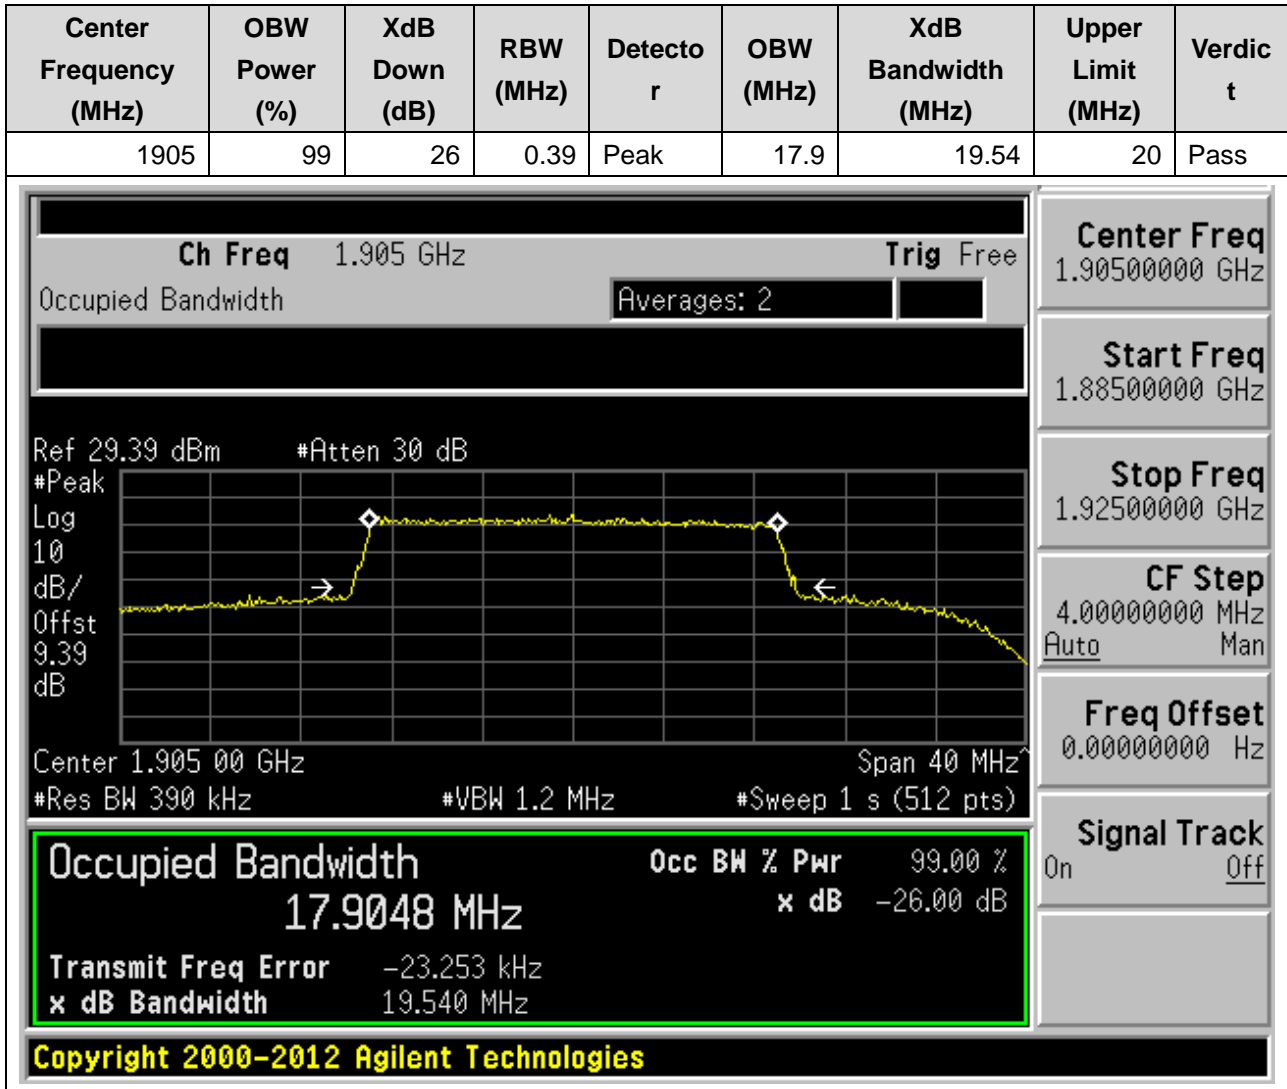 Center Frequency (MHz) OBW Power (%) XdB Down (dB) RBW (MHz) Detecto r OBW (MHz) XdB Bandwidth (MHz) Upper Limit (MHz) Verdic t
1905 99 26 0.39 Peak 17.9 19.54 20 Pass
Ch Freq 1.905 GHz Trig Free
Occupied Bandwidth Averages: 2
Ref 29.39 dBm #Atten 30 dB
#Peak
Log
10
dB/
Offst
9.39
dB
Center 1.905 00 GHz Span 40 MHz^
#Res BW 390 kHz #VBW 1.2 MHz #Sweep 1 s (512 pts)
Occupied Bandwidth Occ BW % Pwr 99.00 %
17.9048 MHz x dB -26.00 dB
Transmit Freq Error -23.253 kHz
x dB Bandwidth 19.540 MHz
Center Freq
1.90500000 GHz
Start Freq
1.88500000 GHz
Stop Freq
1.92500000 GHz
CF Step
4.00000000 MHz
Auto Man
Freq Offset
0.00000000 Hz
Signal Track
On Off
Copyright 2000-2012 Agilent Technologies